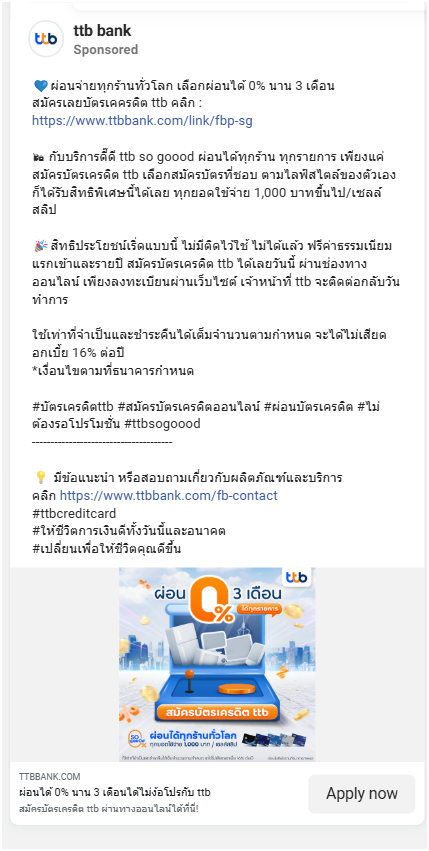 ttb bank
Sponsored
💙 ผ่อนจ่ายทุกร้านทั่วโลก เลือกผ่อนได้ 0% นาน 3 เดือน
สมัครเลยบัตรเคครดิต ttb คลิก :
https://www.ttbbank.com/link/fbp-sg
กับบริการดี๊ดี ttb so goood ผ่อนได้ทุกร้าน ทุกรายการ เพียงแค่
สมัครบัตรเครดิต ttb เลือกสมัครบัตรที่ชอบ ตามไลฟ์สไตล์ของตัวเอง
ก็ได้รับสิทธิพิเศษนี้ได้เลย ทุกยอดใช้จ่าย 1,000 บาทขึ้นไป/เซลล์
สลิป
🎉 สิทธิประโยชน์เริ่ดแบบนี้ ไม่มีติดไว้ใช้ ไม่ได้แล้ว ฟรีค่าธรรมเนียม
แรกเข้าและรายปี สมัครบัตรเครดิต ttb ได้เลยวันนี้ ผ่านช่องทาง
ออนไลน์ เพียงลงทะเบียนผ่านเว็บไซต์ เจ้าหน้าที่ ttb จะติดต่อกลับวัน
ทำการ
ใช้เท่าที่จำเป็นและชำระคืนได้เต็มจำนวนตามกำหนด จะได้ไม่เสียด
อกเบี้ย 16% ต่อปี
*เงื่อนไขตามที่ธนาคารกำหนด
#บัตรเครดิตttb #สมัครบัตรเครดิตออนไลน์ #ผ่อนบัตรเครดิต #ไม่
ต้องรอโปรโมชั่น #ttbsogoood
--------------------------------------
💡 มีข้อแนะนำ หรือสอบถามเกี่ยวกับผลิตภัณฑ์และบริการ
คลิก https://www.ttbbank.com/fb-contact
#ttbcreditcard
#ให้ชีวิตการเงินดีทั้งวันนี้และอนาคต
#เปลี่ยนเพื่อให้ชีวิตคุณดีขึ้น
ttb
ผ่อน 0% 3 เดือน
ได้ทุกรายการ
สมัครบัตรเครดิต ttb
SO GOOOD
ผ่อนได้ทุกร้านทั่วโลก
ทุกยอดใช้จ่าย 1,000 บาท / เซลล์สลิป
TTBBANK.COM
ผ่อนได้ 0% นาน 3 เดือนได้ไม่ง้อโปรกับ ttb
สมัครบัตรเครดิต ttb ผ่านทางออนไลน์ได้ที่นี่!
Apply now